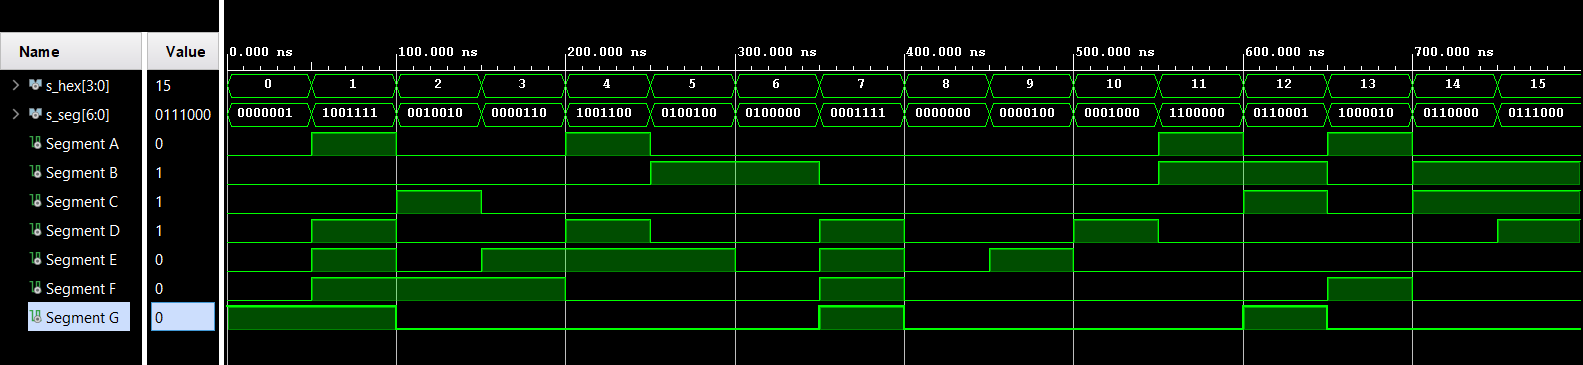 0.000 ns 100.000 ns 200.000 ns 300.000 ns 400.000 ns 500.000 ns 600.000 ns 700.000 ns
Name Value
s_hex[3:0] 15 0 1 2 3 4 5 6 7 8 9 10 11 12 13 14 15
s_seg[6:0] 0111000 0000001 1001111 0010010 0000110 1001100 0100100 0100000 0001111 0000000 0000100 0001000 1100000 0110001 1000010 0110000 0111000
Segment A 0
Segment B 1
Segment C 1
Segment D 1
Segment E 0
Segment F 0
Segment G 0